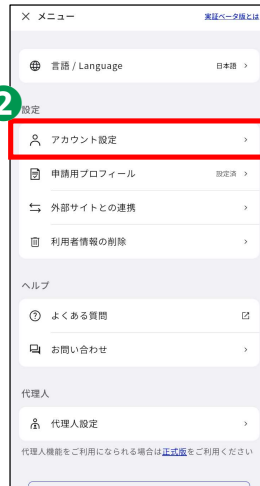 × メニュー 実証ベータ版とは
言語 / Language 日本語
2
設定
アカウント設定
申請用プロフィール 設定済
外部サイトとの連携
利用者情報の削除
ヘルプ
よくある質問
お問い合わせ
代理人
代理人設定
代理人機能をご利用になられる場合は正式版をご利用ください